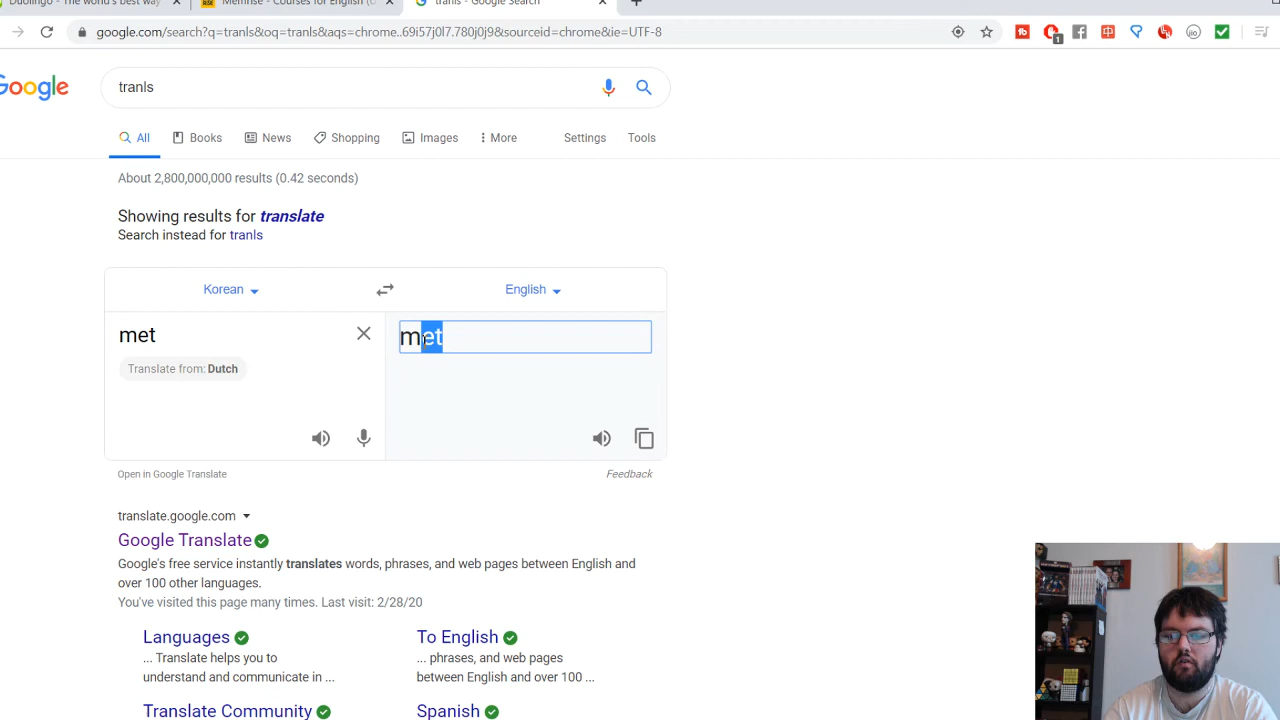 Duolingo - The world's best way
Memrise - Courses for English (
tranls - Google Search
google.com/search?q=tranls&oq=tranls&aqs=chrome..69i57j0l7.780j0j9&sourceid=chrome&ie=UTF-8
Google
tranls
All
Books
News
Shopping
Images
More
Settings
Tools
About 2,800,000,000 results (0.42 seconds)
Showing results for translate
Search instead for tranls
Korean
English
met
met
Translate from: Dutch
Open in Google Translate
Feedback
translate.google.com
Google Translate
Google's free service instantly translates words, phrases, and web pages between English and
over 100 other languages.
You've visited this page many times. Last visit: 2/28/20
Languages
To English
... Translate helps you to
understand and communicate in ...
... phrases, and web pages
between English and over 100 ...
Translate Community
Spanish